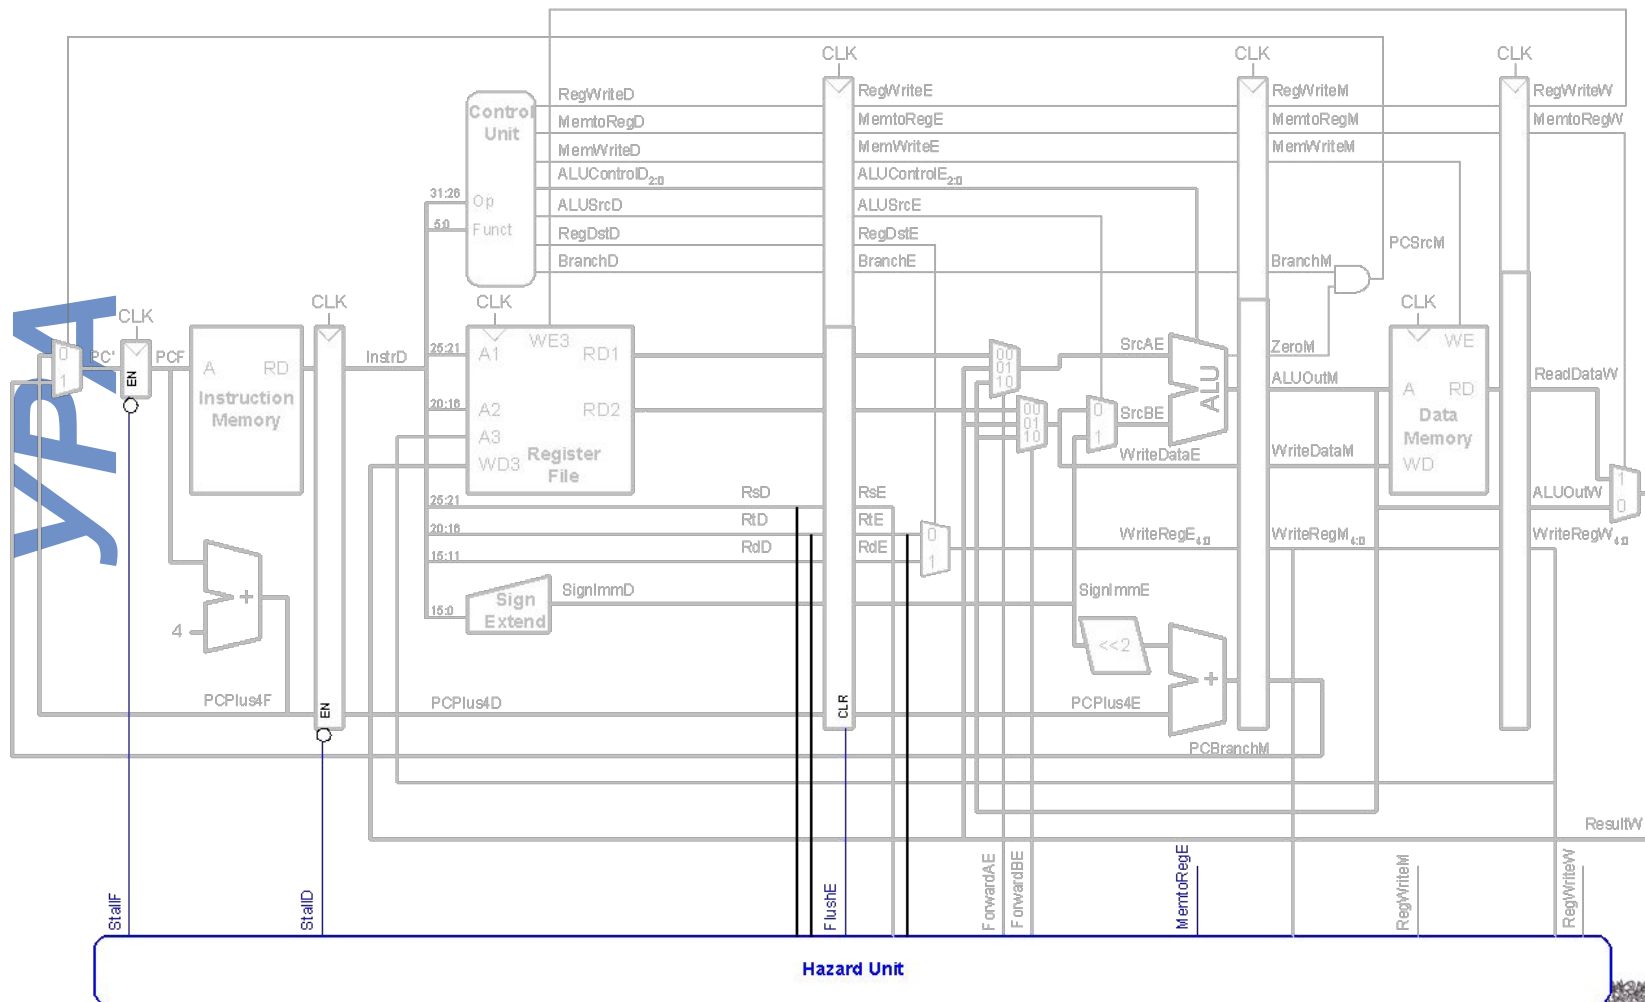 CLK
CLK
CLK
RegWriteD
RegWriteE
RegWriteM
RegWriteW
Control
Unit
MemtoRegD
MemtoRegE
MemtoRegM
MemtoRegW
MemWriteD
MemWriteE
MemWriteM
ALUControlD2:0
ALUControlE2:0
31:26
Op
ALUSrcD
ALUSrcE
5:0
Funct
RegDstD
RegDstE
PCSrcM
BranchD
BranchE
BranchM
CLK
CLK
CLK
CLK
УРА
0
1
PC'
EN
PCF
A
RD
Instruction
Memory
InstrD
25:21
A1
WE3
RD1
20:16
A2
RD2
A3
WD3
Register
File
00
01
10
00
01
10
0
1
SrcAE
SrcBE
ALU
ZeroM
ALUOutM
WE
A
RD
Data
Memory
WD
ReadDataW
WriteDataE
WriteDataM
1
0
ALUOutW
25:21
RsD
RsE
20:16
RtD
RtE
15:11
RdD
RdE
0
1
WriteRegE4:0
WriteRegM4:0
WriteRegW4:0
+
4
15:0
Sign
Extend
SignImmD
SignImmE
<<2
+
PCPlus4F
EN
PCPlus4D
CLR
PCPlus4E
PCBranchM
ResultW
StallF
StallD
FlushE
ForwardAE
ForwardBE
MemtoRegE
RegWriteM
RegWriteW
Hazard Unit